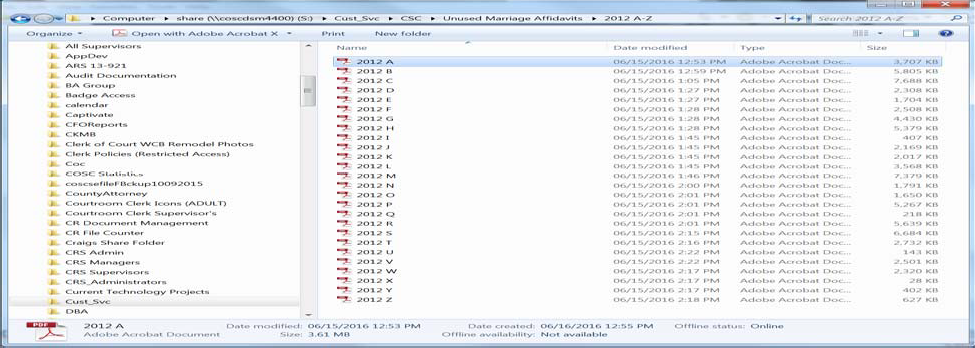 Computer ▸ share (\\coscdsm4400) (S:) ▸ Cust_Svc ▸ CSC ▸ Unused Marriage Affidavits ▸ 2012 A-Z
Search 2012 A-Z
Organize Open with Adobe Acrobat X Print New folder
Name Date modified Type Size
All Supervisors
AppDev
ARS 13-921
Audit Documentation
BA Group
Badge Access
calendar
Captivate
CFOReports
CKMB
Clerk of Court WCB Remodel Photos
Clerk Policies (Restricted Access)
Coc
EOSC Statistics
coscsefileFBckup10092015
CountyAttorney
Courtroom Clerk Icons (ADULT)
Courtroom Clerk Supervisor's
CR Document Management
CR File Counter
Craigs Share Folder
CRS Admin
CRS Managers
CRS Supervisors
CRS_Administrators
Current Technology Projects
Cust_Svc
DBA
2012 A 06/15/2016 12:53 PM Adobe Acrobat Doc... 3,707 KB
2012 B 06/15/2016 12:59 PM Adobe Acrobat Doc... 5,805 KB
2012 C 06/15/2016 1:05 PM Adobe Acrobat Doc... 7,688 KB
2012 D 06/15/2016 1:27 PM Adobe Acrobat Doc... 2,308 KB
2012 E 06/15/2016 1:27 PM Adobe Acrobat Doc... 1,704 KB
2012 F 06/15/2016 1:28 PM Adobe Acrobat Doc... 2,508 KB
2012 G 06/15/2016 1:28 PM Adobe Acrobat Doc... 4,430 KB
2012 H 06/15/2016 1:28 PM Adobe Acrobat Doc... 5,379 KB
2012 I 06/15/2016 1:45 PM Adobe Acrobat Doc... 407 KB
2012 J 06/15/2016 1:45 PM Adobe Acrobat Doc... 2,169 KB
2012 K 06/15/2016 1:45 PM Adobe Acrobat Doc... 2,017 KB
2012 L 06/15/2016 1:45 PM Adobe Acrobat Doc... 3,568 KB
2012 M 06/15/2016 1:46 PM Adobe Acrobat Doc... 7,379 KB
2012 N 06/15/2016 2:00 PM Adobe Acrobat Doc... 1,791 KB
2012 O 06/15/2016 2:01 PM Adobe Acrobat Doc... 1,650 KB
2012 P 06/15/2016 2:01 PM Adobe Acrobat Doc... 5,267 KB
2012 Q 06/15/2016 2:01 PM Adobe Acrobat Doc... 218 KB
2012 R 06/15/2016 2:01 PM Adobe Acrobat Doc... 5,639 KB
2012 S 06/15/2016 2:15 PM Adobe Acrobat Doc... 6,684 KB
2012 T 06/15/2016 2:16 PM Adobe Acrobat Doc... 2,732 KB
2012 U 06/15/2016 2:22 PM Adobe Acrobat Doc... 143 KB
2012 V 06/15/2016 2:22 PM Adobe Acrobat Doc... 2,501 KB
2012 W 06/15/2016 2:17 PM Adobe Acrobat Doc... 2,320 KB
2012 X 06/15/2016 2:17 PM Adobe Acrobat Doc... 28 KB
2012 Y 06/15/2016 2:17 PM Adobe Acrobat Doc... 402 KB
2012 Z 06/15/2016 2:18 PM Adobe Acrobat Doc... 627 KB
PDF
2012 A Date modified: 06/15/2016 12:53 PM Date created: 06/16/2016 12:55 PM Offline status: Online
Adobe Acrobat Document Size: 3.61 MB Offline availability: Not available